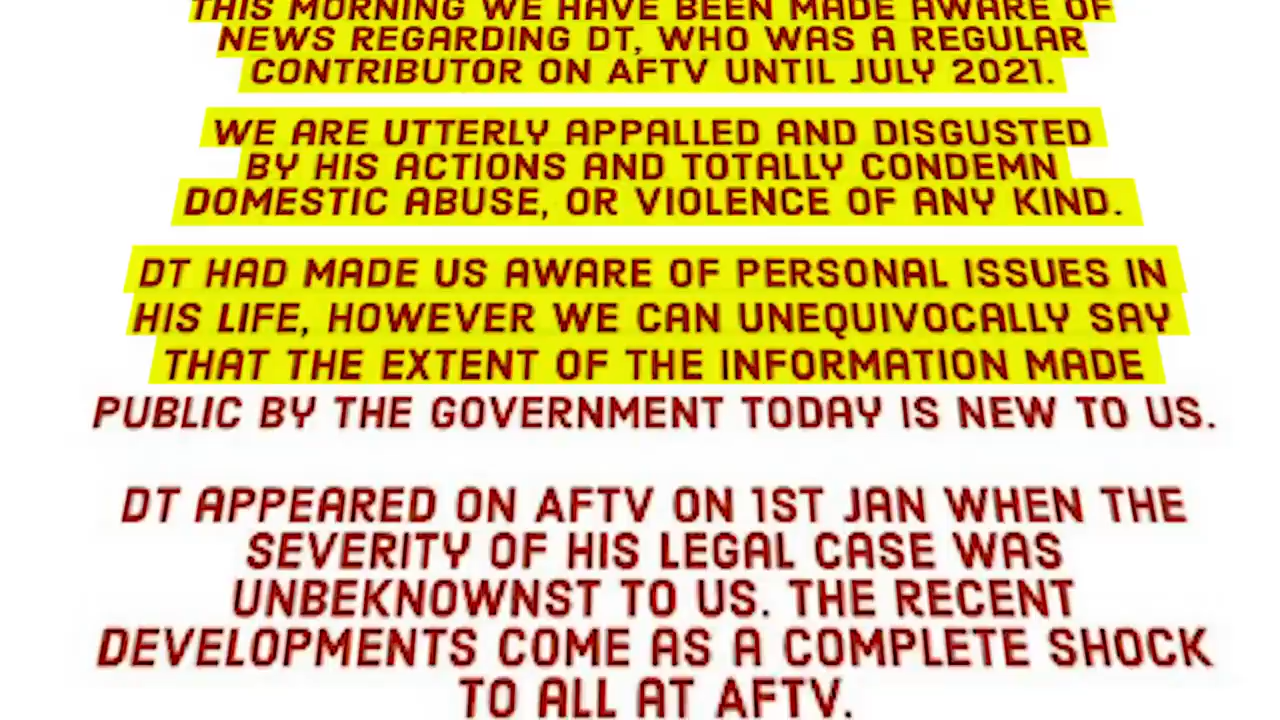 THIS MORNING WE HAVE BEEN MADE AWARE OF
NEWS REGARDING DT, WHO WAS A REGULAR
CONTRIBUTOR ON AFTV UNTIL JULY 2021.
WE ARE UTTERLY APPALLED AND DISGUSTED
BY HIS ACTIONS AND TOTALLY CONDEMN
DOMESTIC ABUSE, OR VIOLENCE OF ANY KIND.
DT HAD MADE US AWARE OF PERSONAL ISSUES IN
HIS LIFE, HOWEVER WE CAN UNEQUIVOCALLY SAY
THAT THE EXTENT OF THE INFORMATION MADE
PUBLIC BY THE GOVERNMENT TODAY IS NEW TO US.
DT APPEARED ON AFTV ON 1ST JAN WHEN THE
SEVERITY OF HIS LEGAL CASE WAS
UNBEKNOWNST TO US. THE RECENT
DEVELOPMENTS COME AS A COMPLETE SHOCK
TO ALL AT AFTV.